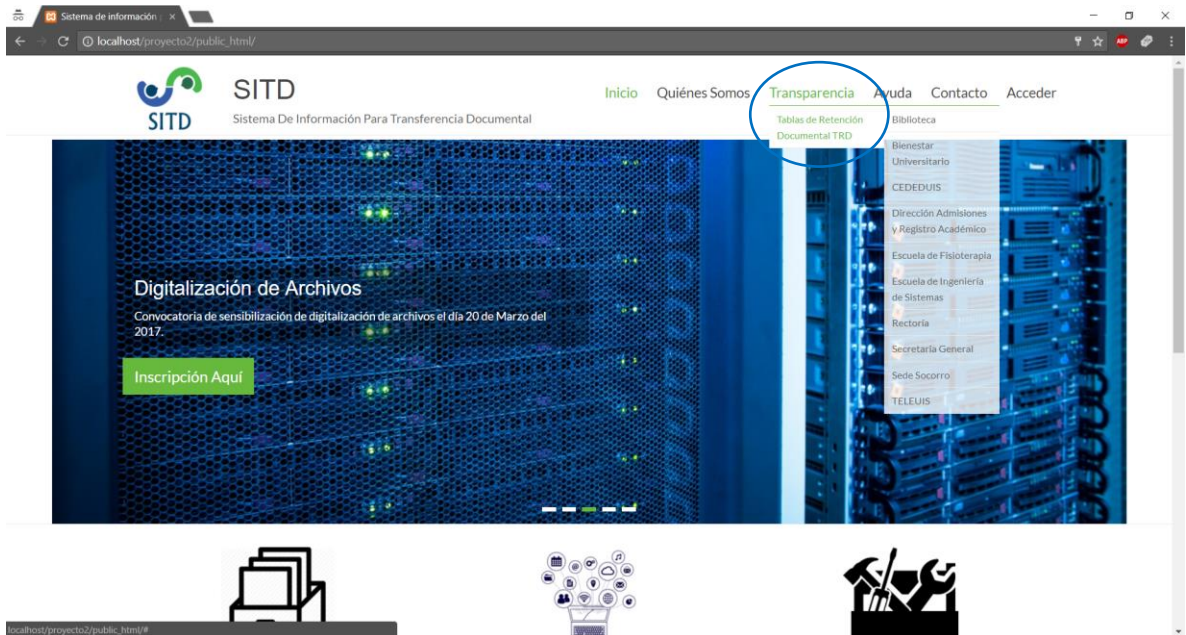 Sistema de información p
localhost/proyecto2/public_html/
ABP
SITD
SITD
Sistema De Información Para Transferencia Documental
Inicio Quiénes Somos Transparencia Ayuda Contacto Acceder
Tablas de Retención
Documental TRD
Biblioteca
Bienestar
Universitario
CEDEDUIS
Dirección Admisiones
y Registro Académico
Escuela de Fisioterapia
Escuela de Ingeniería
de Sistemas
Rectoría
Secretaría General
Sede Socorro
TELEUIS
Digitalización de Archivos
Convocatoria de sensibilización de digitalización de archivos el día 20 de Marzo del
2017.
Inscripción Aquí
localhost/proyecto2/public_html/#